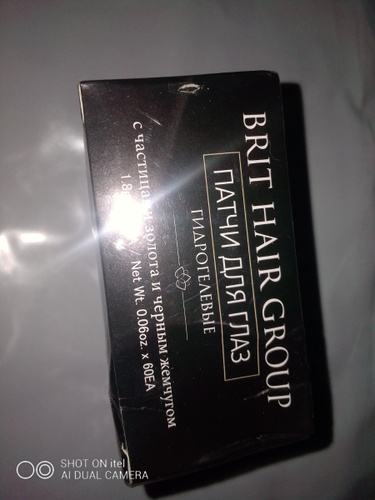 BRIT HAIR GROUP
ПАТЧИ ДЛЯ ГЛАЗ
ГИДРОГЕЛЕВЫЕ
с частицами золота и черным жемчугом
Net Wt. 0.06oz. x 60EA
SHOT ON itel
AI DUAL CAMERA